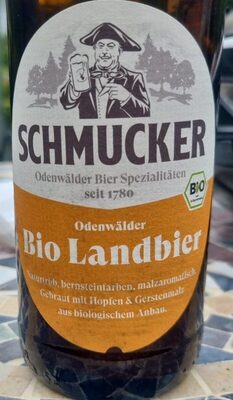 SCHMUCKER
Odenwälder Bier Spezialitäten
seit 1780
BIO
Odenwälder
Bio Landbier
Naturtrüb, bernsteinfarben, malzaromatisch.
Gebraut mit Hopfen & Gerstenmalz
aus biologischem Anbau.